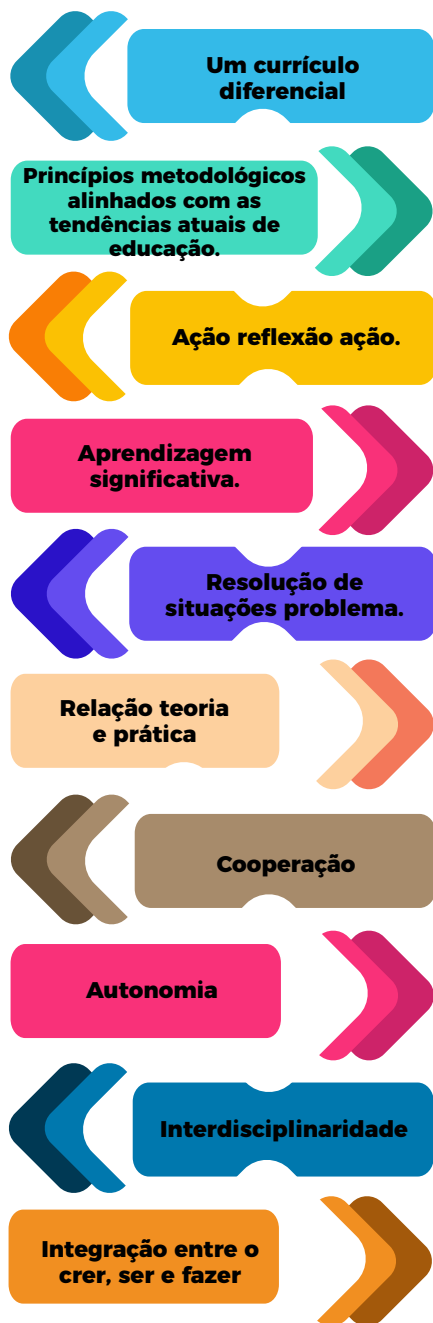 Um currículo
diferencial
Princípios metodológicos
alinhados com as
tendências atuais de
educação.
Ação reflexão ação.
Aprendizagem
significativa.
Resolução de
situações problema.
Relação teoria
e prática
Cooperação
Autonomia
Interdisciplinaridade
Integração entre o
crer, ser e fazer